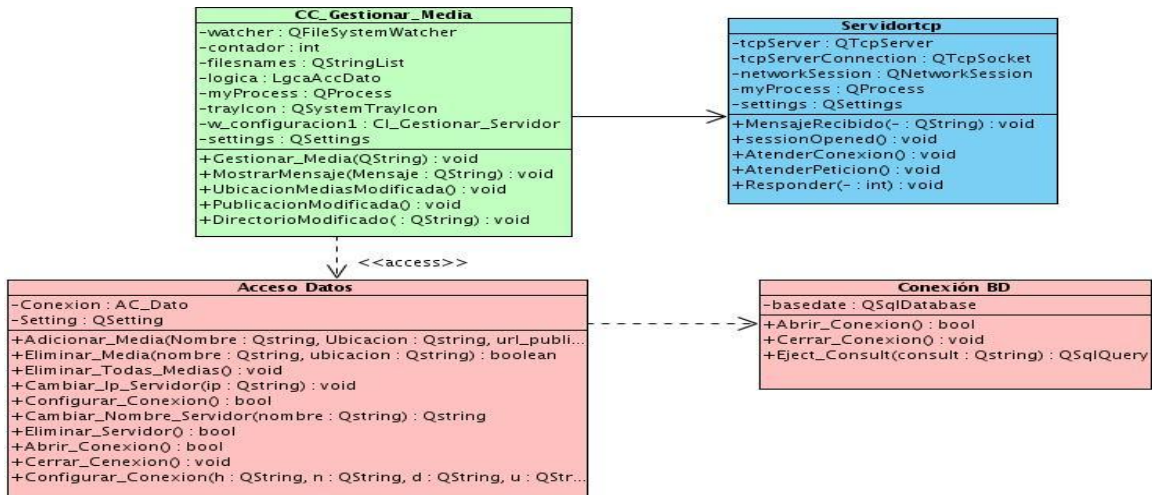 CC_Gestionar_Media
-watcher : QFileSystemWatcher
-contador : int
-filesnames : QStringList
-logica : LgcaAccDato
-myProcess : QProcess
-trayIcon : QSystemTrayIcon
-w_configuracion1 : CI_Gestionar_Servidor
-settings : QSettings
+Gestionar_Media(QString) : void
+MostrarMensaje(Mensaje : QString) : void
+UbicacionMediasModificada() : void
+PublicacionModificada() : void
+DirectorioModificado( : QString) : void
Servidortcp
-tcpServer : QTcpServer
-tcpServerConnection : QTcpSocket
-networkSession : QNetworkSession
-myProcess : QProcess
-settings : QSettings
+MensajeRecibido(- : QString) : void
+sessionOpened() : void
+AtenderConexion() : void
+AtenderPeticion() : void
+Responder(- : int) : void
<<access>>
Acceso Datos
-Conexion : AC_Dato
-Setting : QSetting
+Adicionar_Media(Nombre : Qstring, Ubicacion : Qstring, url_publi...
+Eliminar_Media(nombre : Qstring, ubicacion : Qstring) : boolean
+Eliminar_Todas_Medias() : void
+Cambiar_Ip_Servidor(ip : Qstring) : void
+Configurar_Conexion() : bool
+Cambiar_Nombre_Servidor(nombre : Qstring) : Qstring
+Eliminar_Servidor() : bool
+Abrir_Conexion() : bool
+Cerrar_Cenexion() : void
+Configurar_Conexion(h : QString, n : QString, d : QString, u : QStr...
Conexión BD
-basedate : QSqlDatabase
+Abrir_Conexion() : bool
+Cerrar_Conexion() : void
+Eject_Consult(consult : Qstring) : QSqlQuery